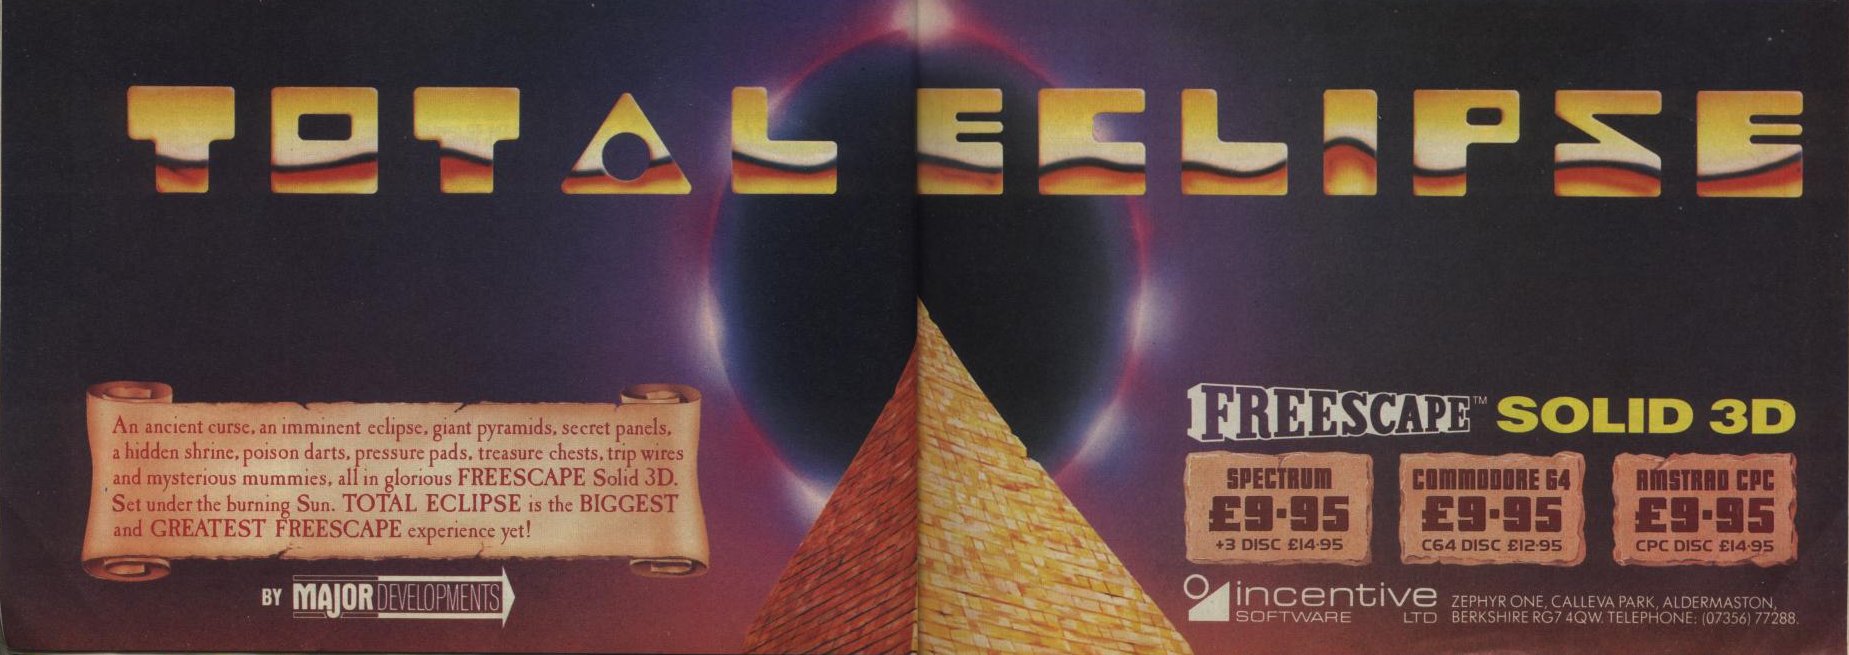 TOTAL ECLIPSE
An ancient curse, an imminent eclipse, giant pyramids, secret panels,
a hidden shrine, poison darts, pressure pads, treasure chests, trip wires
and mysterious mummies, all in glorious FREESCAPE Solid 3D.
Set under the burning Sun. TOTAL ECLIPSE is the BIGGEST
and GREATEST FREESCAPE experience yet!
BY MAJOR DEVELOPMENTS
FREESCAPE™ SOLID 3D
SPECTRUM
£9·95
+3 DISC £14·95
COMMODORE 64
£9·95
C64 DISC £12·95
AMSTRAD CPC
£9·95
CPC DISC £14·95
incentive
SOFTWARE LTD
ZEPHYR ONE, CALLEVA PARK, ALDERMASTON,
BERKSHIRE RG7 4QW. TELEPHONE: (07356) 77288.